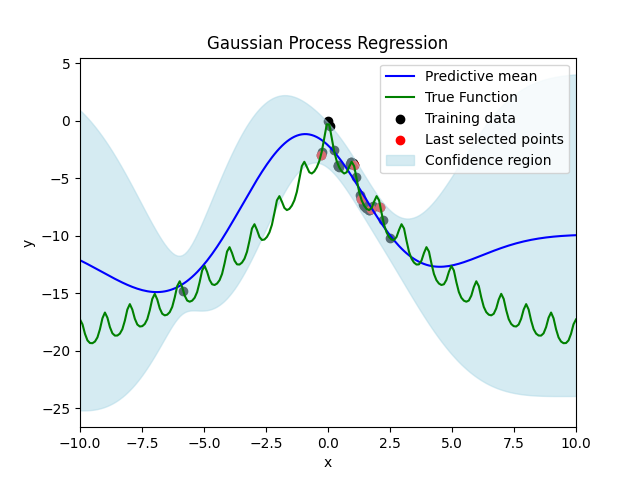 Gaussian Process Regression
Predictive mean
True Function
Training data
Last selected points
Confidence region
y
5
0
−5
−10
−15
−20
−25
−10.0 −7.5 −5.0 −2.5 0.0 2.5 5.0 7.5 10.0
x